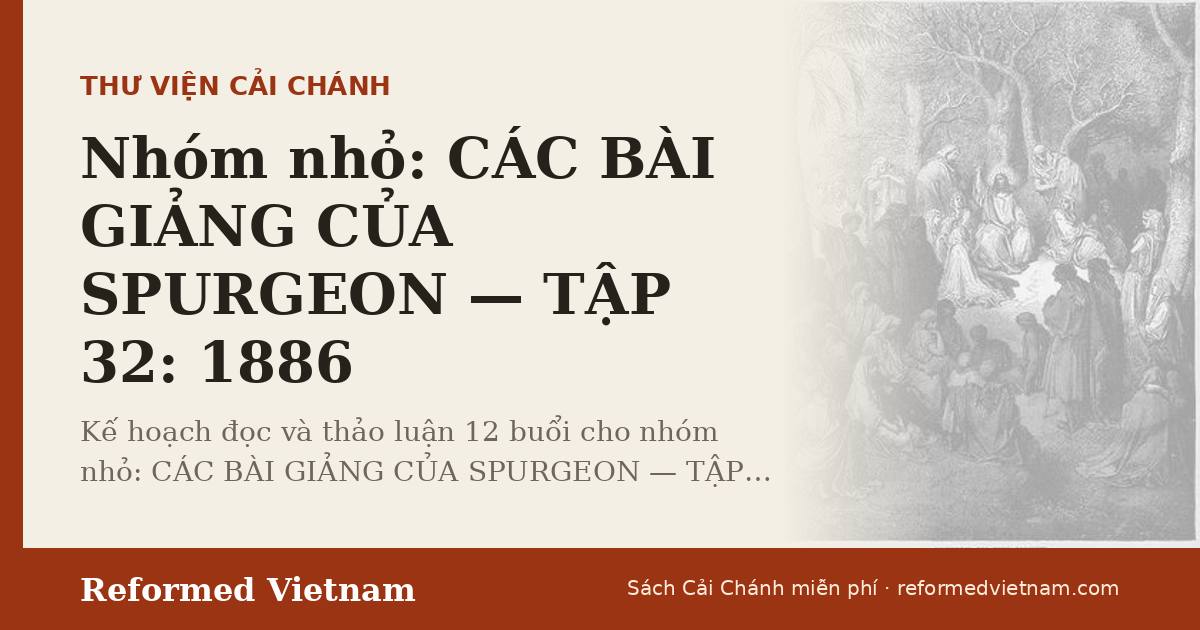 THƯ VIỆN CẢI CHÁNH
Nhóm nhỏ: CÁC BÀI
GIẢNG CỦA
SPURGEON — TẬP
32: 1886
Kế hoạch đọc và thảo luận 12 buổi cho nhóm
nhỏ: CÁC BÀI GIẢNG CỦA SPURGEON — TẬP...
Reformed Vietnam
Sách Cải Chánh miễn phí · reformedvietnam.com